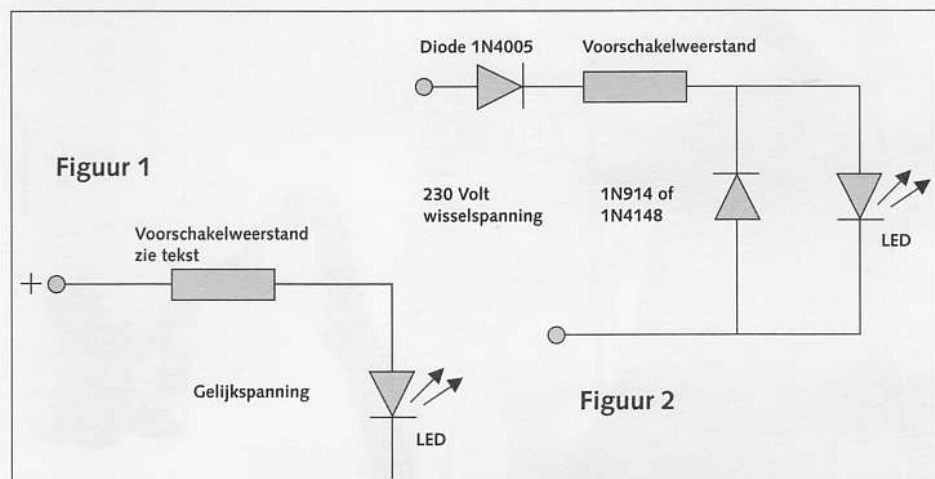 Diode 1N4005
Voorschakelweerstand
Figuur 1
230 Volt
wisselspanning
1N914 of
1N4148
LED
Voorschakelweerstand
zie tekst
+
Gelijkspanning
LED
Figuur 2